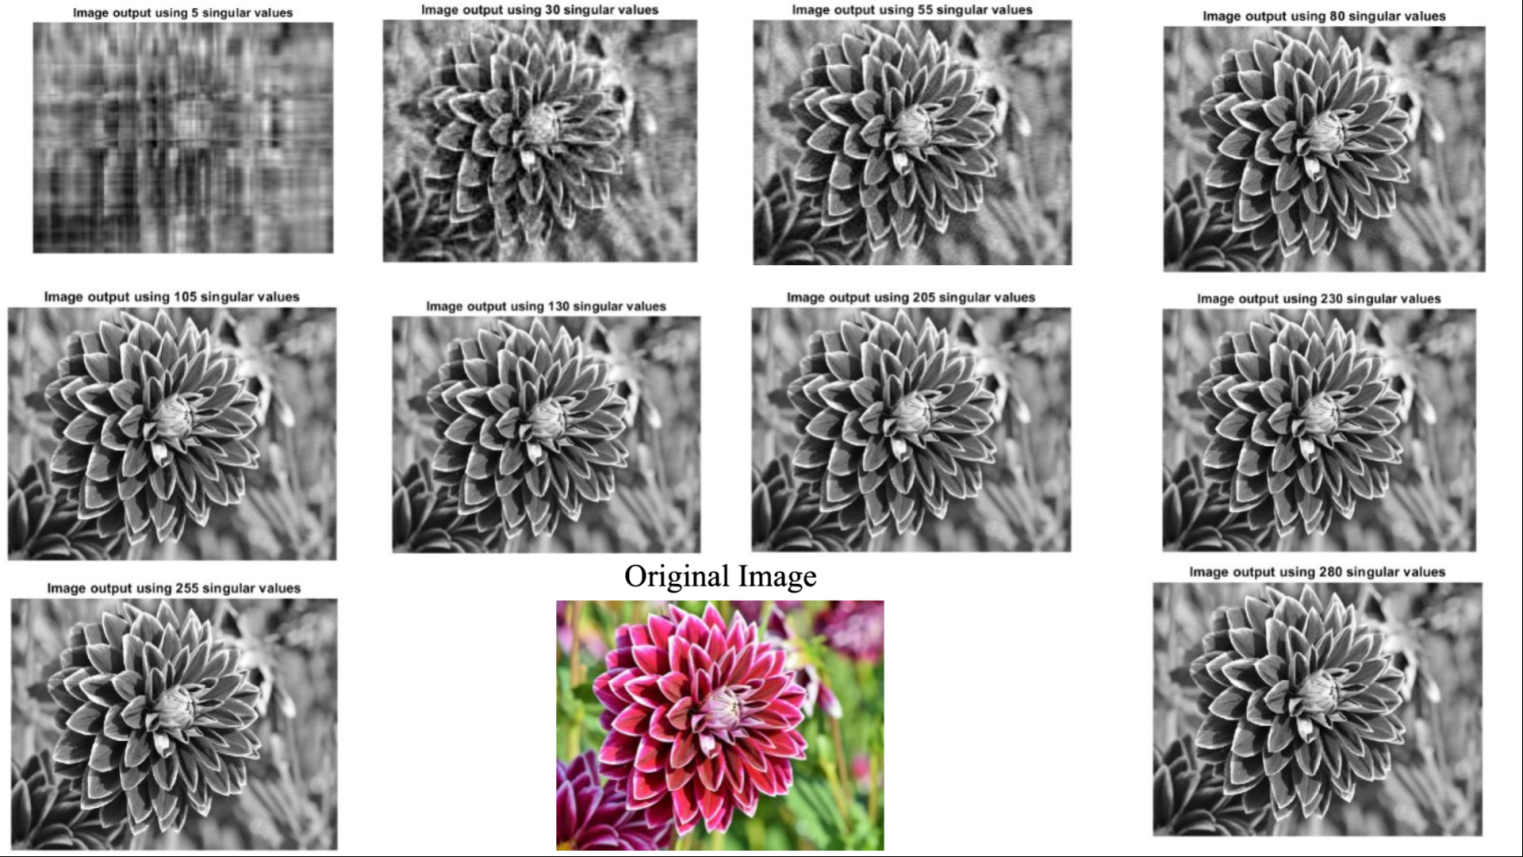 Image output using 5 singular values
Image output using 30 singular values
Image output using 55 singular values
Image output using 80 singular values
Image output using 105 singular values
Image output using 130 singular values
Image output using 205 singular values
Image output using 230 singular values
Image output using 255 singular values
Original Image
Image output using 280 singular values